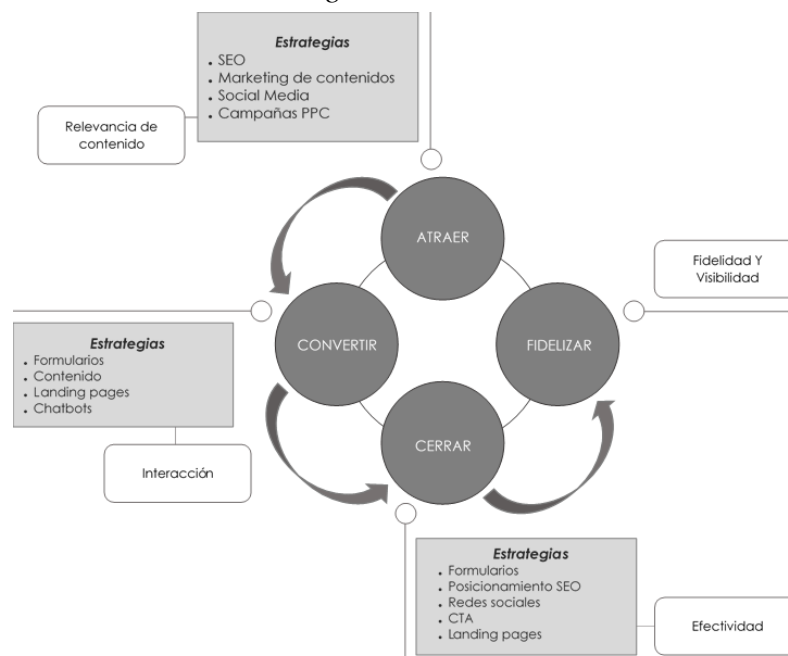 Estrategias
. SEO
. Marketing de contenidos
. Social Media
. Campañas PPC
Relevancia de
contenido
ATRAER
Fidelidad Y
Visibilidad
CONVERTIR
FIDELIZAR
Estrategias
. Formularios
. Contenido
. Landing pages
. Chatbots
Interacción
CERRAR
Estrategias
. Formularios
. Posicionamiento SEO
. Redes sociales
. CTA
. Landing pages
Efectividad